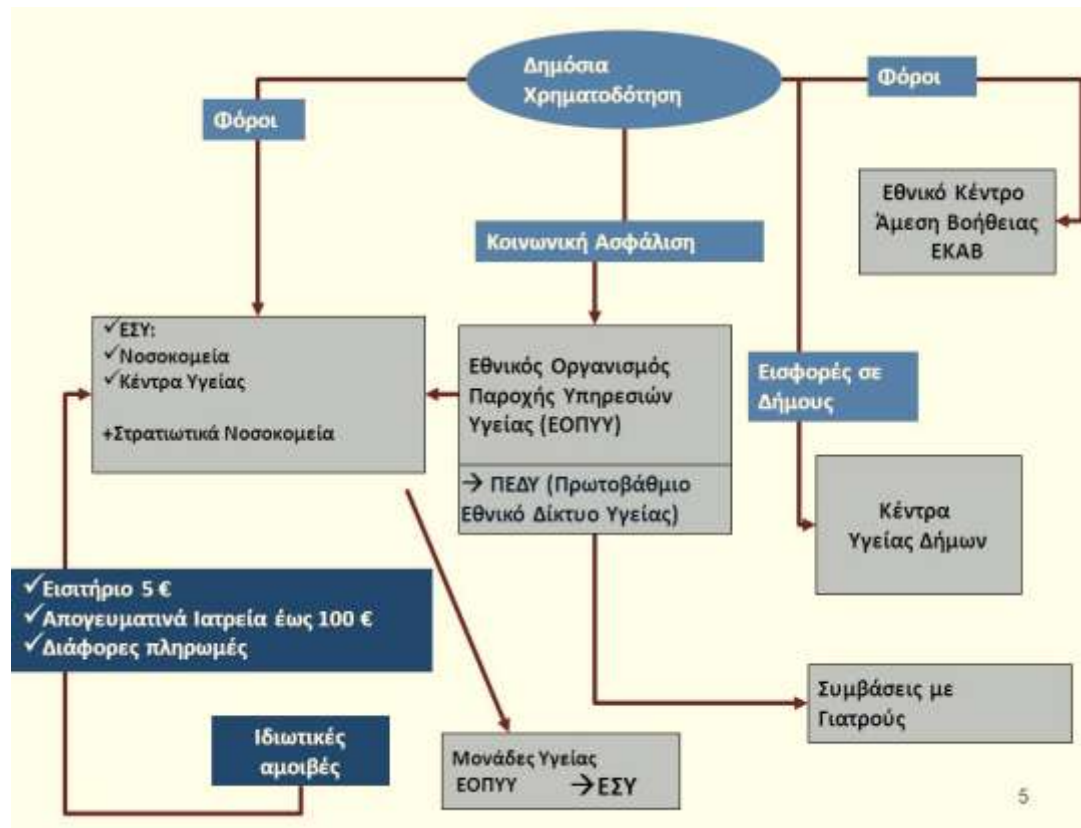 Δημόσια
Χρηματοδότηση
Φόροι
Φόροι
Εθνικό Κέντρο
Άμεση Βοήθειας
ΕΚΑΒ
Κοινωνική Ασφάλιση
✓ΕΣΥ:
✓Νοσοκομεία
✓Κέντρα Υγείας
+Στρατιωτικά Νοσοκομεία
Εθνικός Οργανισμός
Παροχής Υπηρεσιών
Υγείας (ΕΟΠΥΥ)
→ ΠΕΔΥ (Πρωτοβάθμιο
Εθνικό Δίκτυο Υγείας)
Εισφορές σε
Δήμους
Κέντρα
Υγείας Δήμων
✓Εισιτήριο 5 €
✓Απογευματινά Ιατρεία έως 100 €
✓Διάφορες πληρωμές
Συμβάσεις με
Γιατρούς
Ιδιωτικές
αμοιβές
Μονάδες Υγείας
ΕΟΠΥΥ →ΕΣΥ
5